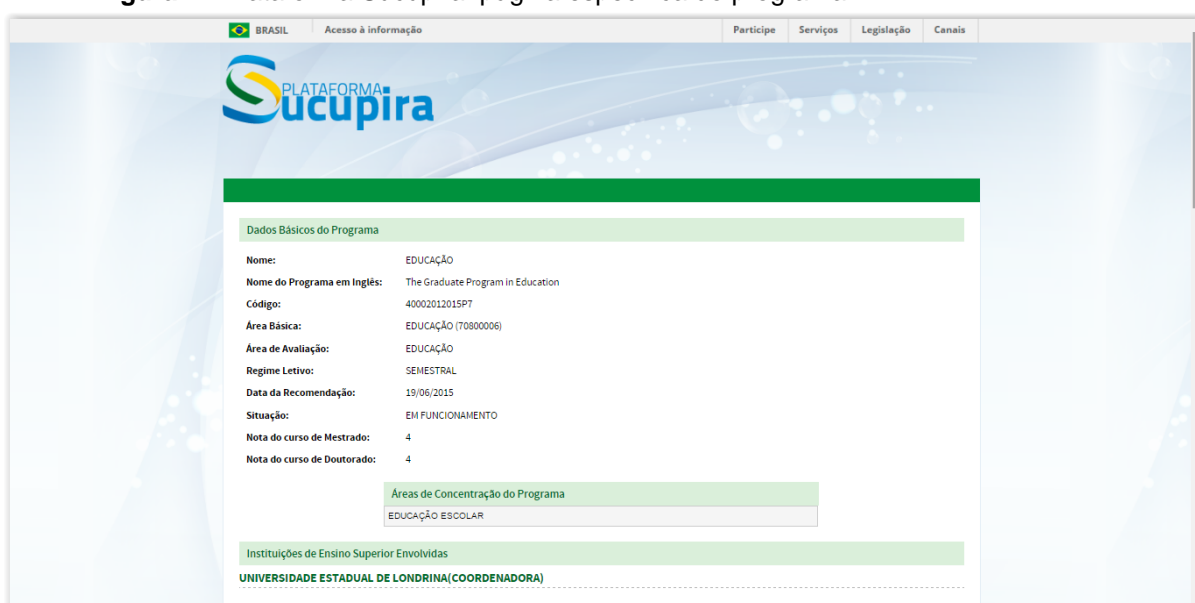 BRASIL Acesso à informação Participe Serviços Legislação Canais
PLATAFORMA
Sucupira
Dados Básicos do Programa
Nome: EDUCAÇÃO
Nome do Programa em Inglês: The Graduate Program in Education
Código: 40002012015P7
Área Básica: EDUCAÇÃO (70800006)
Área de Avaliação: EDUCAÇÃO
Regime Letivo: SEMESTRAL
Data da Recomendação: 19/06/2015
Situação: EM FUNCIONAMENTO
Nota do curso de Mestrado: 4
Nota do curso de Doutorado: 4
Áreas de Concentração do Programa
EDUCAÇÃO ESCOLAR
Instituições de Ensino Superior Envolvidas
UNIVERSIDADE ESTADUAL DE LONDRINA(COORDENADORA)